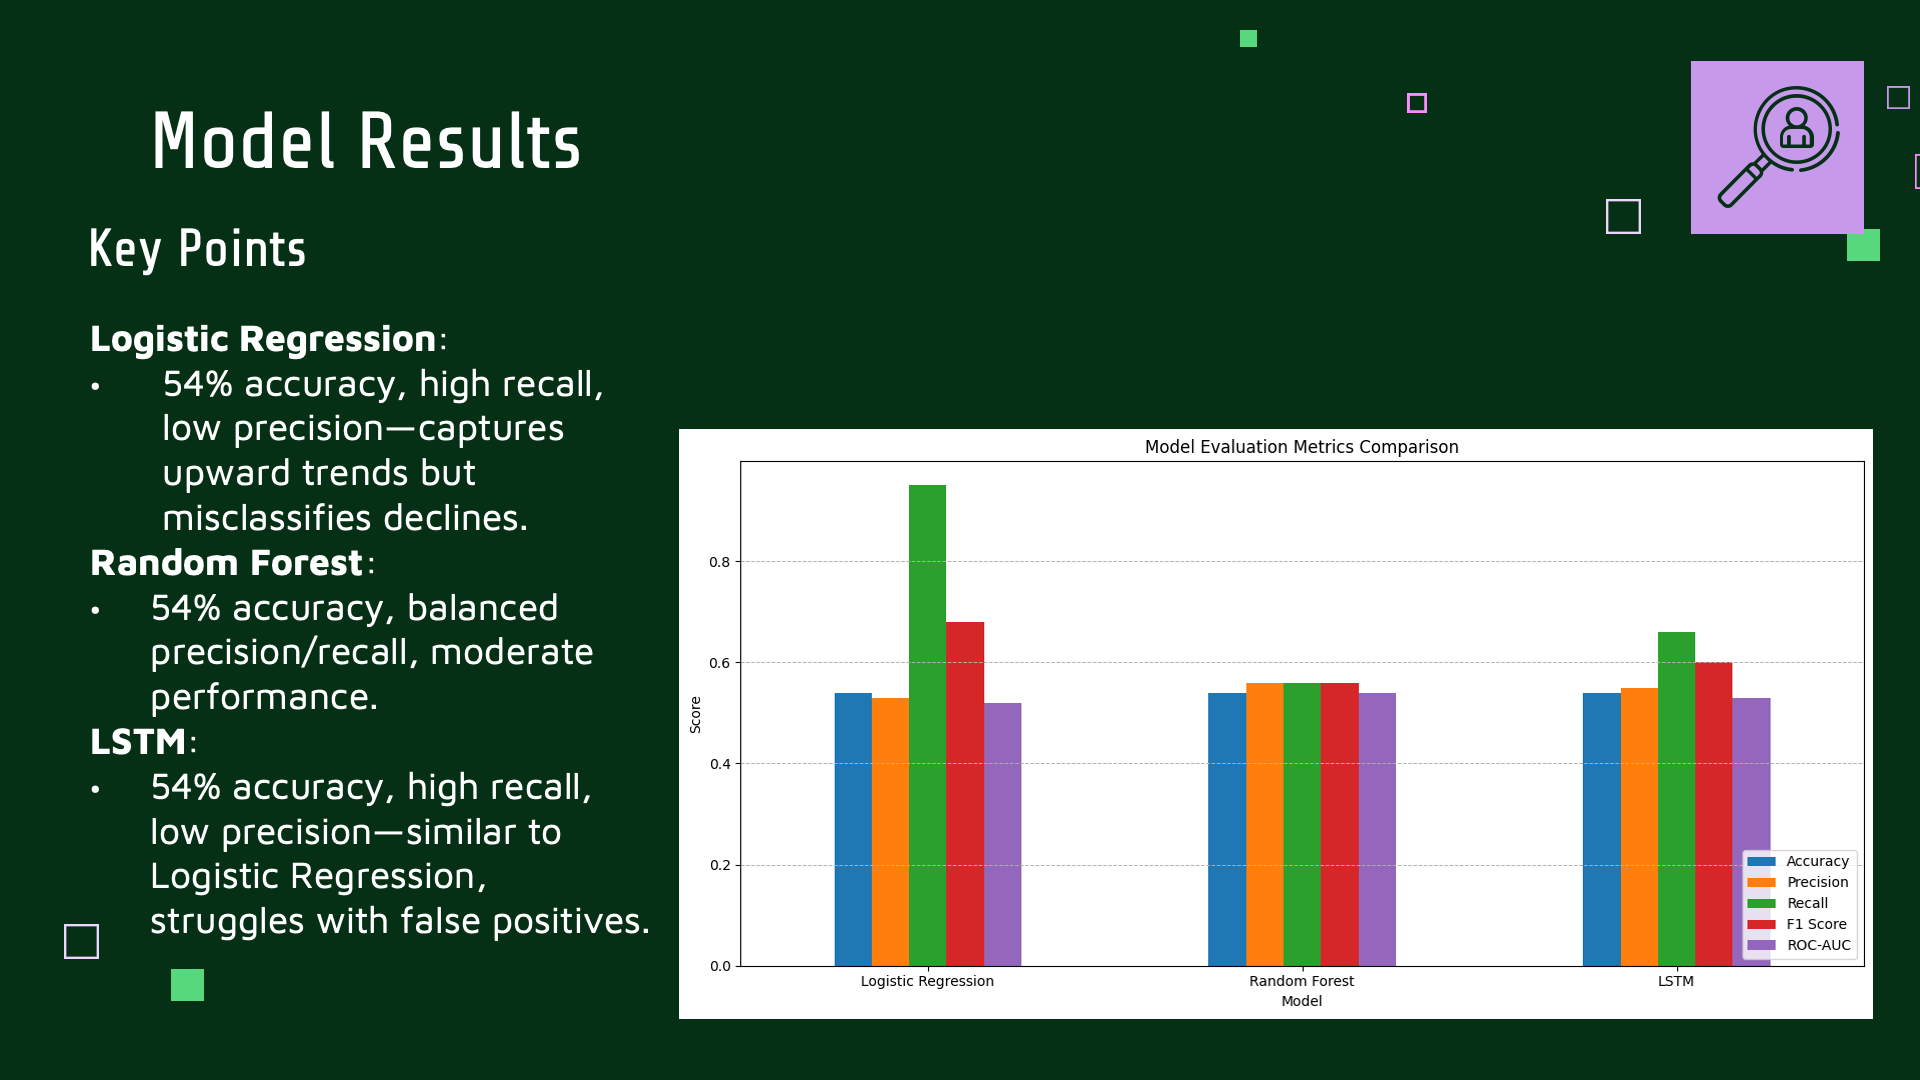 Model Results
Key Points
Logistic Regression:
• 54% accuracy, high recall,
low precision—captures
upward trends but
misclassifies declines.
Random Forest:
• 54% accuracy, balanced
precision/recall, moderate
performance.
LSTM:
• 54% accuracy, high recall,
low precision—similar to
Logistic Regression,
struggles with false positives.
Model Evaluation Metrics Comparison
Score
0.8
0.6
0.4
0.2
0.0
Accuracy
Precision
Recall
F1 Score
ROC-AUC
Logistic Regression
Random Forest
LSTM
Model